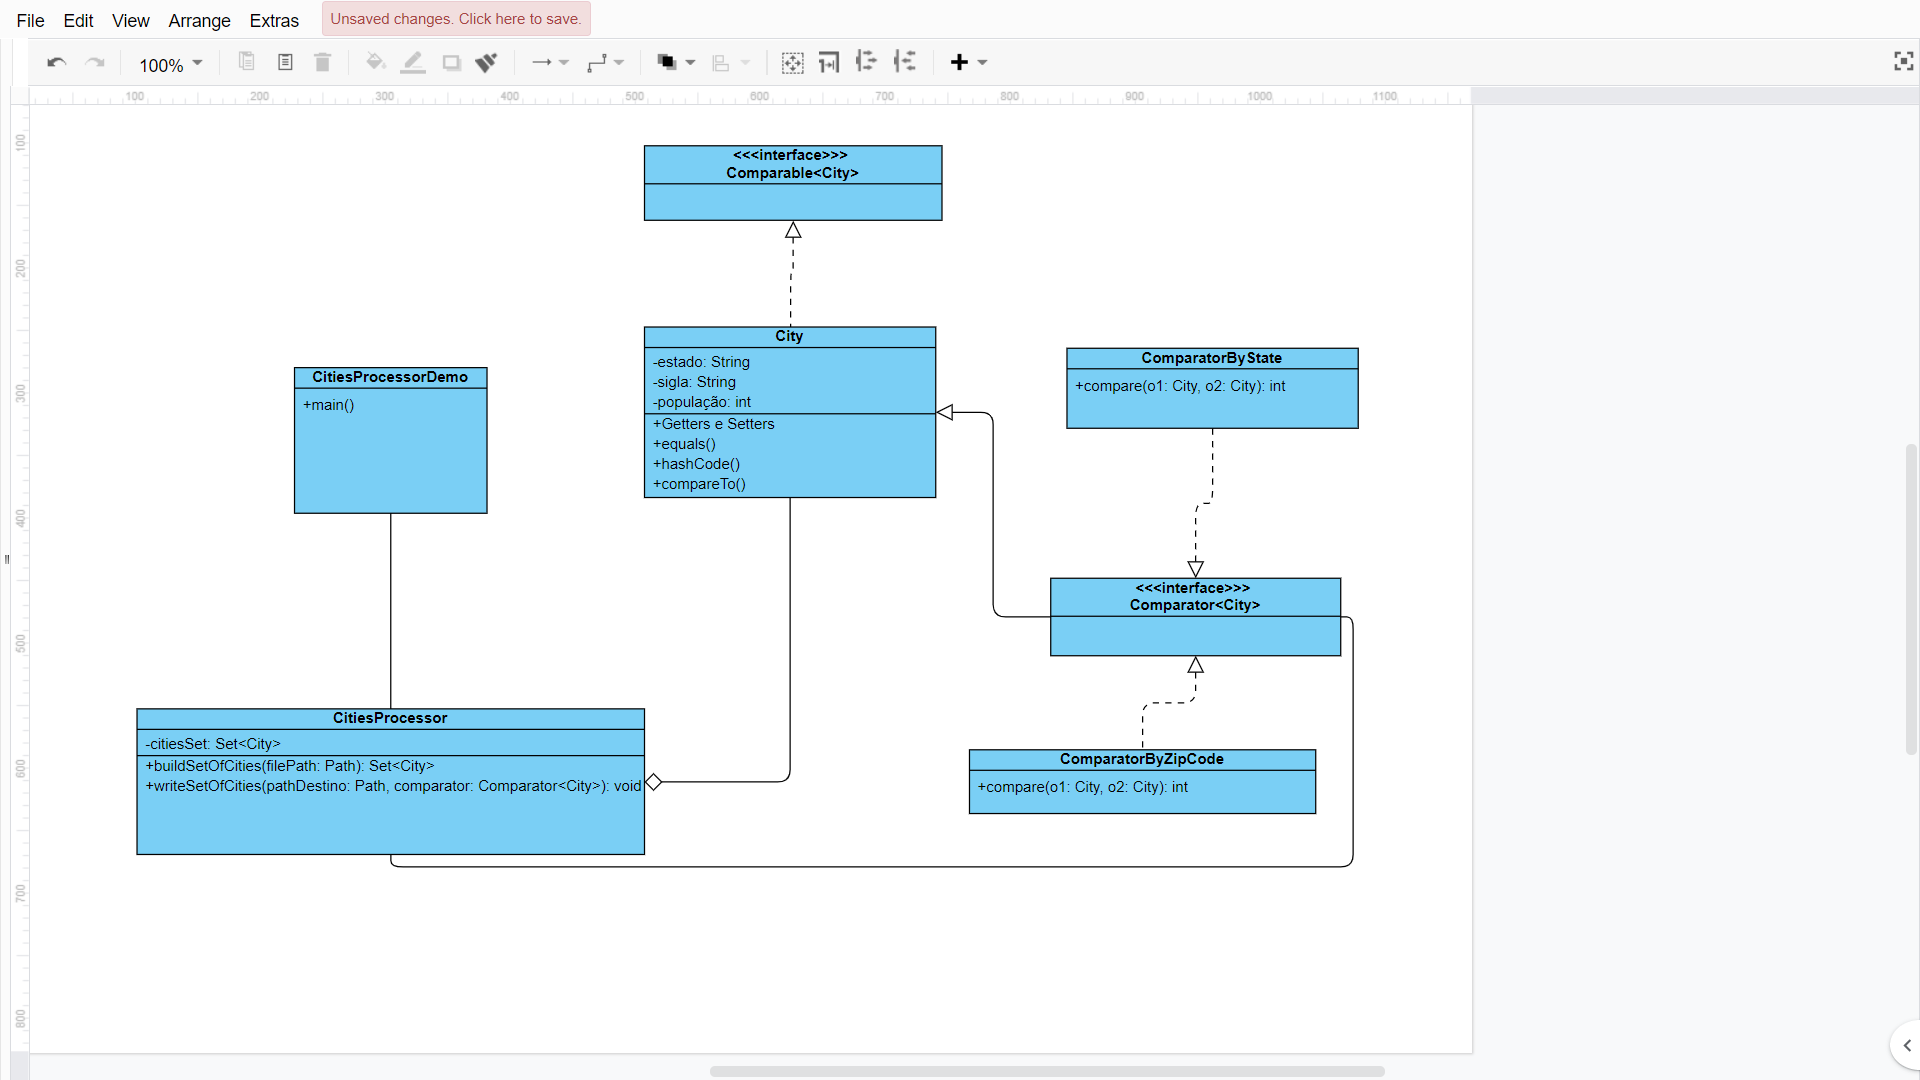 File Edit View Arrange Extras Unsaved changes. Click here to save.
100%
100 200 300 400 500 600 700 800 900 1000 1100
100
200
300
400
500
600
700
800
<<<interface>>>
Comparable<City>
City
-estado: String
-sigla: String
-população: int
+Getters e Setters
+equals()
+hashCode()
+compareTo()
ComparatorByState
+compare(o1: City, o2: City): int
CitiesProcessorDemo
+main()
<<<interface>>>
Comparator<City>
CitiesProcessor
-citiesSet: Set<City>
+buildSetOfCities(filePath: Path): Set<City>
+writeSetOfCities(pathDestino: Path, comparator: Comparator<City>): void
ComparatorByZipCode
+compare(o1: City, o2: City): int